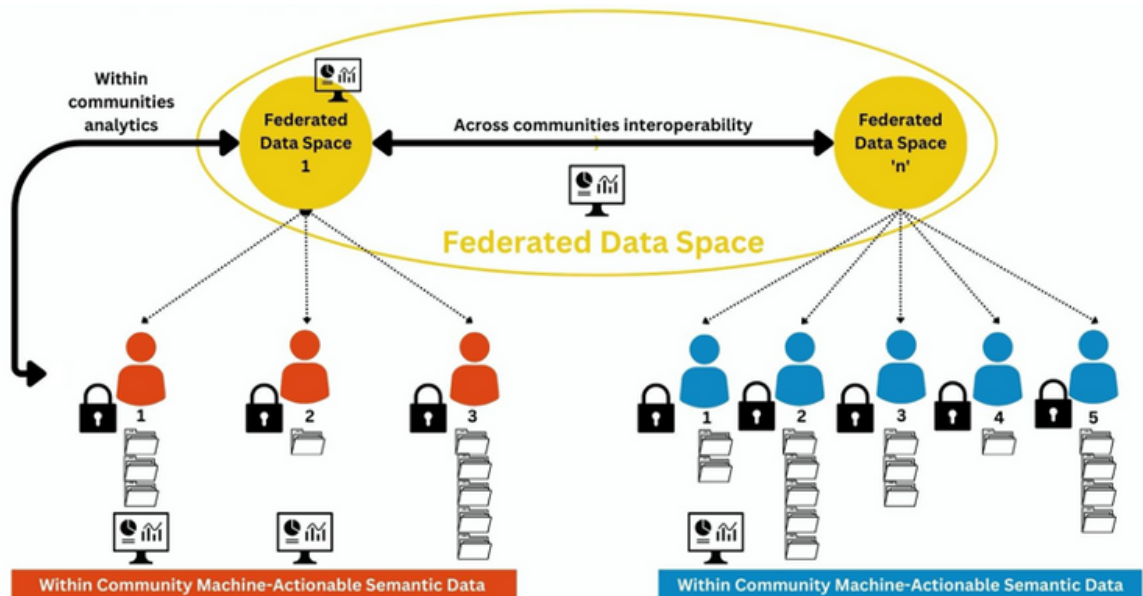 Within
communities
analytics
Federated
Data Space
1
Across communities interoperability
Federated
Data Space
'n'
Federated Data Space
1
2
3
1
2
3
4
5
Within Community Machine-Actionable Semantic Data
Within Community Machine-Actionable Semantic Data